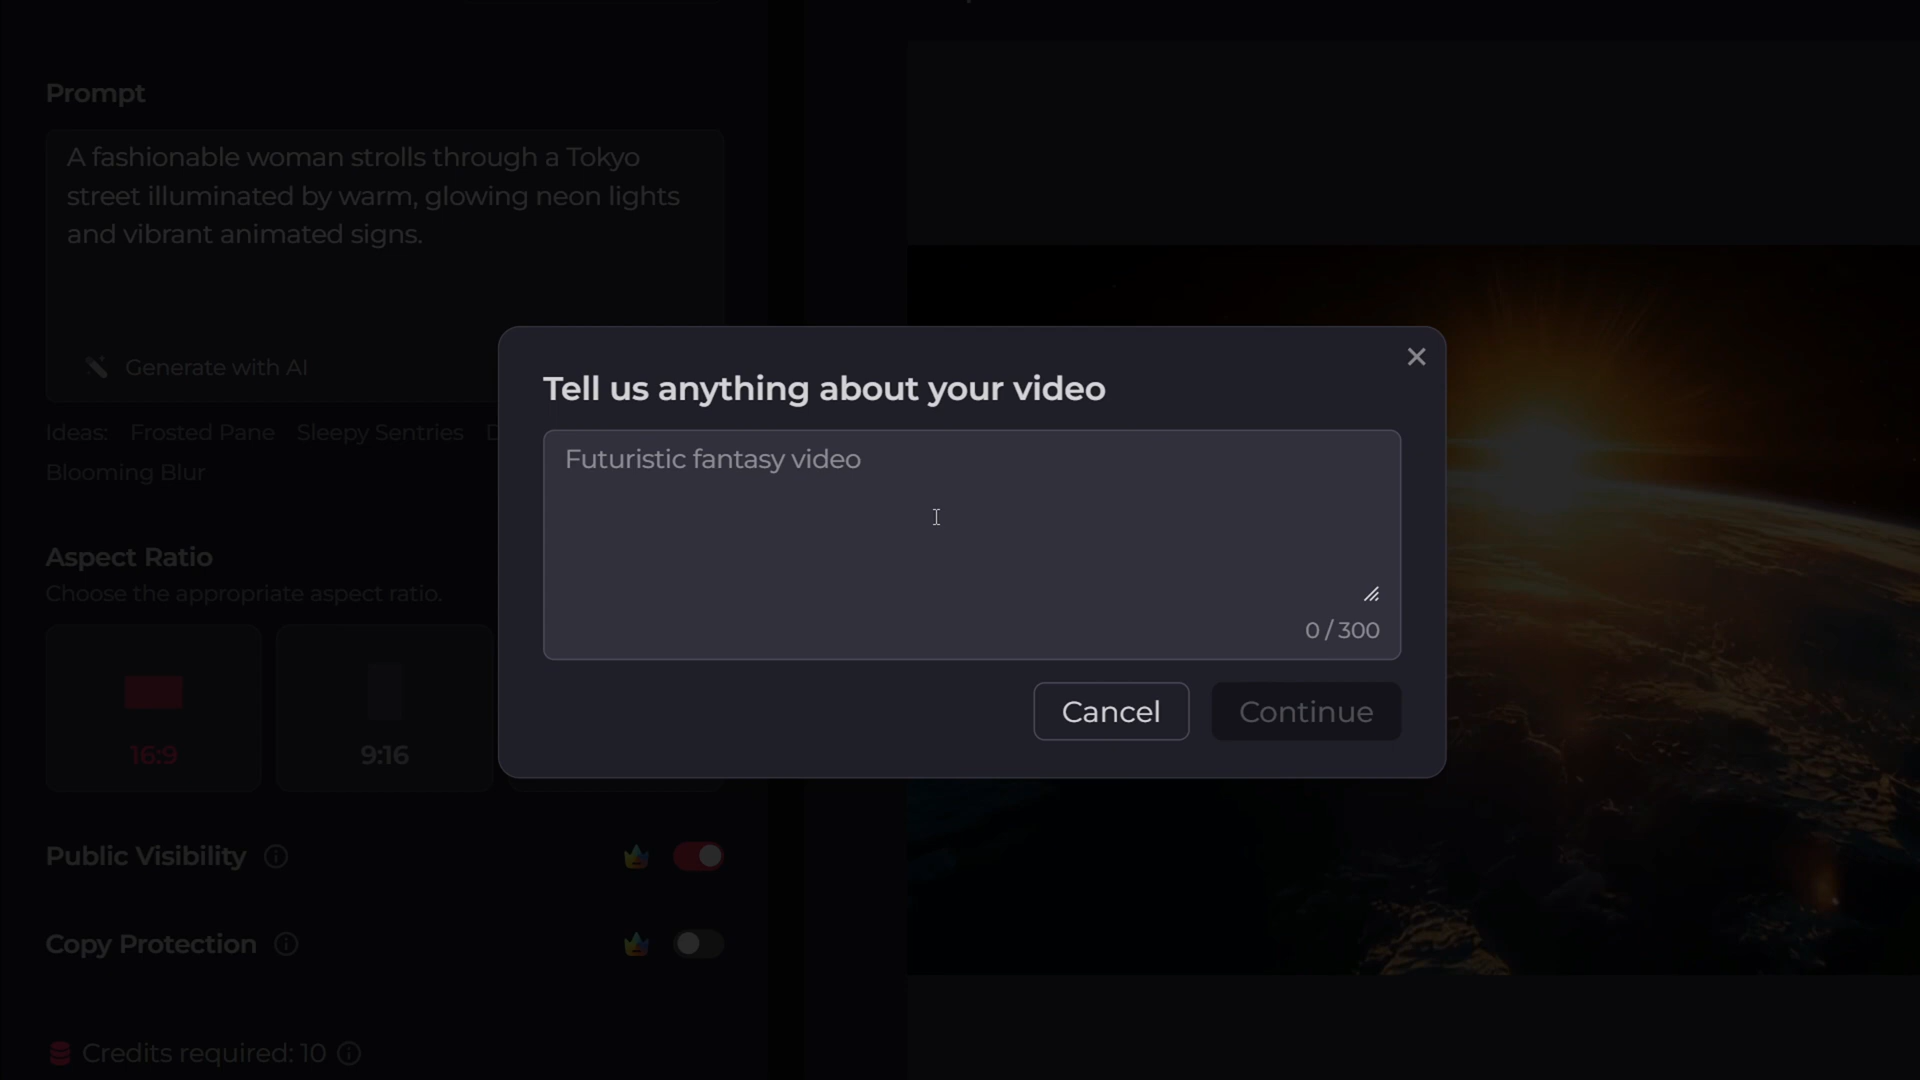 Prompt
A fashionable woman strolls through a Tokyo
street illuminated by warm, glowing neon lights
and vibrant animated signs.
Generate with AI
Ideas: Frosted Pane Sleepy Sentries
Blooming Blur
Tell us anything about your video
Futuristic fantasy video
0 / 300
Cancel Continue
Aspect Ratio
Choose the appropriate aspect ratio.
16:9 9:16
Public Visibility
Copy Protection
Credits required: 10